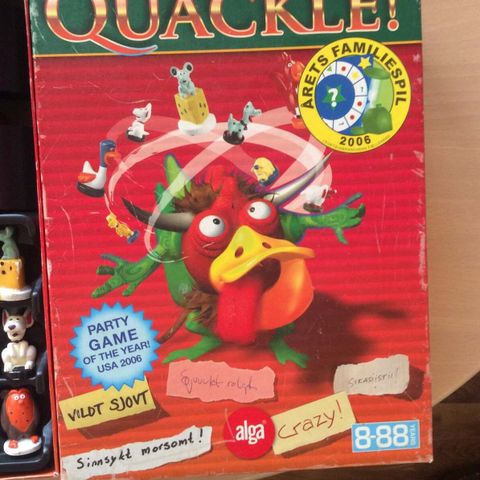 QUACKLE!
ÅRETS FAMILIESPIL
?
2006
PARTY
GAME
OF THE YEAR!
USA 2006
VILDT SJOVT
Sinnsykt morsomt!
alga
Crazy!
8-88 YEARS